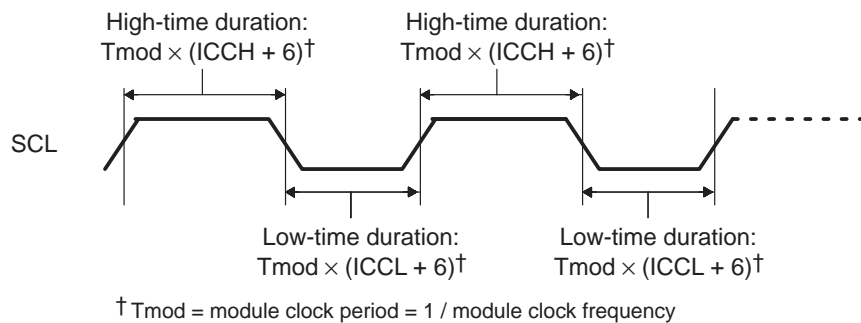 High-time duration:
Tmod × (ICCH + 6)†
High-time duration:
Tmod × (ICCH + 6)†
SCL
Low-time duration:
Tmod × (ICCL + 6)†
Low-time duration:
Tmod × (ICCL + 6)†
† Tmod = module clock period = 1 / module clock frequency